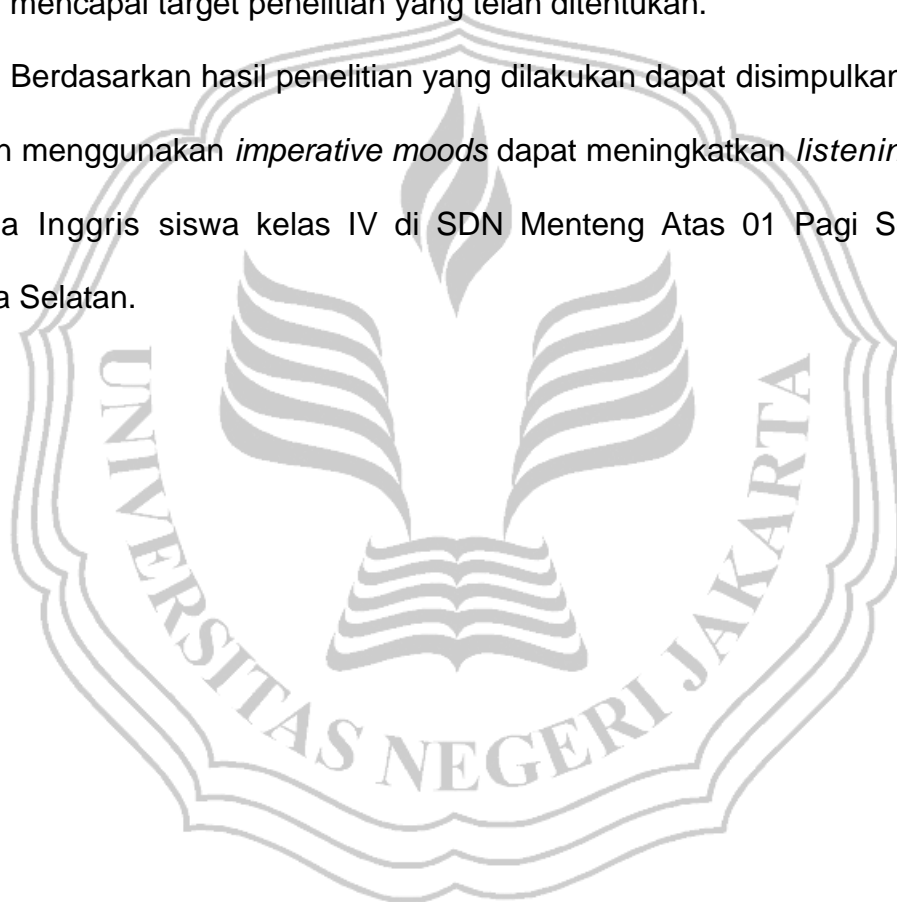 mencapai target penelitian yang telah ditentukan.
Berdasarkan hasil penelitian yang dilakukan dapat disimpulkan
menggunakan imperative moods dapat meningkatkan
Inggris siswa kelas IV di SDN Menteng Atas 01 Pagi
Selatan.
UNIVERSITAS NEGERI JAKARTA